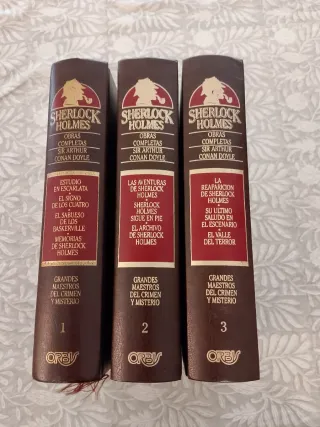 SHERLOCK
HOLMES
OBRAS
COMPLETAS
SIR ARTHUR
CONAN DOYLE
ESTUDIO
EN ESCARLATA
EL SIGNO
DE LOS CUATRO
EL SABUESO
DE LOS
BASKERVILLE
MEMORIAS
DE SHERLOCK
HOLMES
GRANDES
MAESTROS
DEL CRIMEN
Y MISTERIO
1
ORBIS
SHERLOCK
HOLMES
OBRAS
COMPLETAS
SIR ARTHUR
CONAN DOYLE
LAS AVENTURAS
DE SHERLOCK
HOLMES
SHERLOCK
HOLMES
SIGUE EN PIE
EL ARCHIVO
DE SHERLOCK
HOLMES
GRANDES
MAESTROS
DEL CRIMEN
Y MISTERIO
2
ORBIS
SHERLOCK
HOLMES
OBRAS
COMPLETAS
SIR ARTHUR
CONAN DOYLE
LA
REAPARICION
DE SHERLOCK
HOLMES
SU ULTIMO
SALUDO EN
EL ESCENARIO
EL VALLE
DEL TERROR
GRANDES
MAESTROS
DEL CRIMEN
Y MISTERIO
3
ORBIS